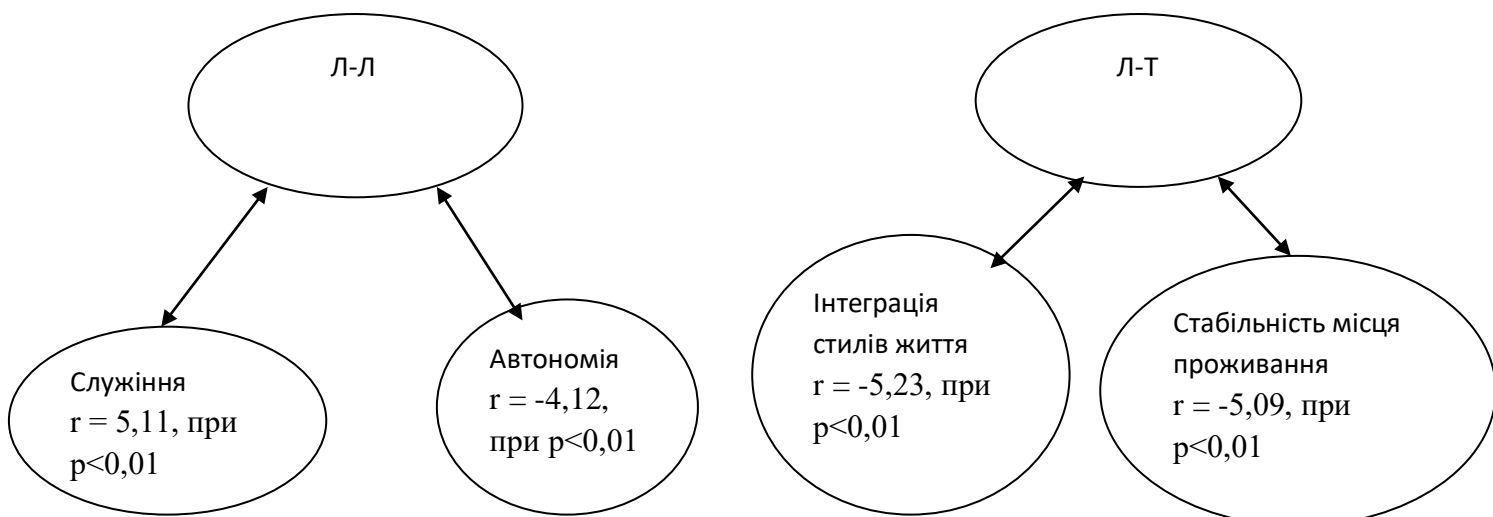 Л-Л
Л-Т
Служіння
r = 5,11, при
p<0,01
Автономія
r = -4,12,
при p<0,01
Інтеграція
стилів життя
r = -5,23, при
p<0,01
Стабільність місця
проживання
r = -5,09, при
p<0,01